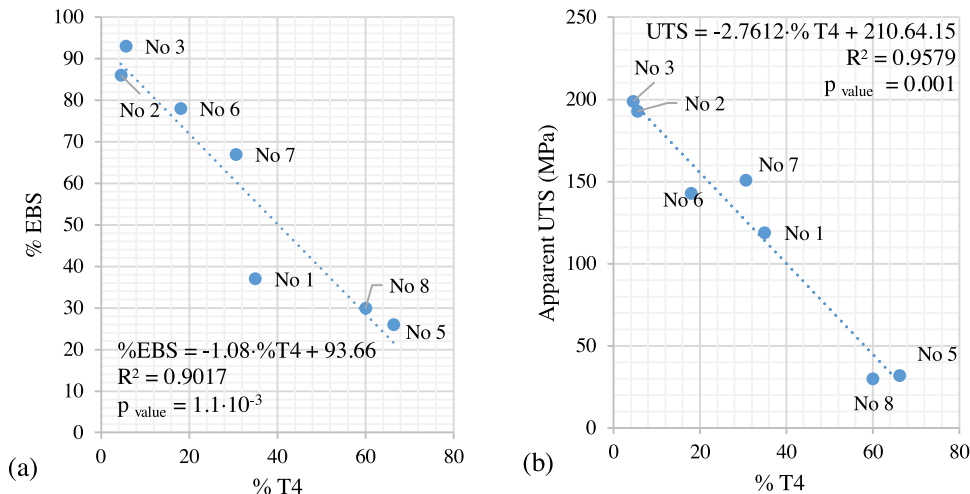 100
90
80
70
60
50
40
30
20
10
0
% EBS
No 3
No 2
No 6
No 7
No 1
No 8
No 5
%EBS = -1.08·%T4 + 93.66
R² = 0.9017
p value = 1.1·10⁻³
0 20 40 60 80
% T4
(a)
250
200
150
100
50
0
Apparent UTS (MPa)
UTS = -2.7612·% T4 + 210.64.15
R² = 0.9579
p value = 0.001
No 3
No 2
No 7
No 6
No 1
No 5
No 8
0 20 40 60 80
% T4
(b)